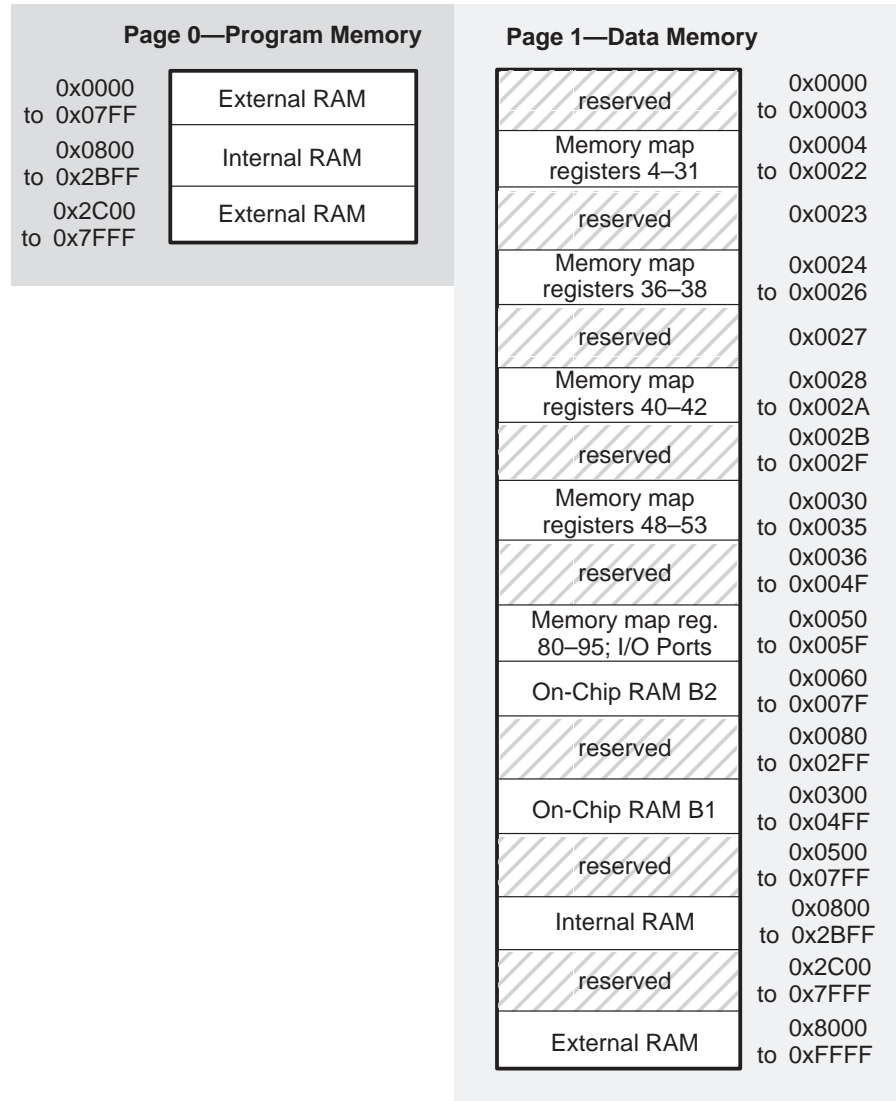 Page 0—Program Memory
0x0000
to 0x07FF
External RAM
0x0800
to 0x2BFF
Internal RAM
0x2C00
to 0x7FFF
External RAM
Page 1—Data Memory
reserved
0x0000
to 0x0003
Memory map
registers 4–31
0x0004
to 0x0022
reserved
0x0023
Memory map
registers 36–38
0x0024
to 0x0026
reserved
0x0027
Memory map
registers 40–42
0x0028
to 0x002A
reserved
0x002B
to 0x002F
Memory map
registers 48–53
0x0030
to 0x0035
reserved
0x0036
to 0x004F
Memory map reg.
80–95; I/O Ports
0x0050
to 0x005F
On-Chip RAM B2
0x0060
to 0x007F
reserved
0x0080
to 0x02FF
On-Chip RAM B1
0x0300
to 0x04FF
reserved
0x0500
to 0x07FF
Internal RAM
0x0800
to 0x2BFF
reserved
0x2C00
to 0x7FFF
External RAM
0x8000
to 0xFFFF